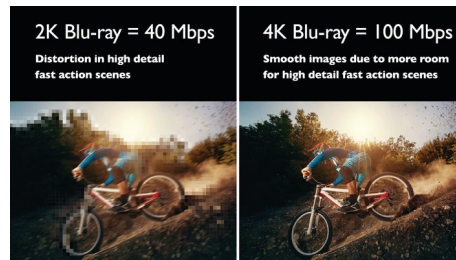 2K Blu-ray = 40 Mbps
Distortion in high detail
fast action scenes
4K Blu-ray = 100 Mbps
Smooth images due to more room
for high detail fast action scenes